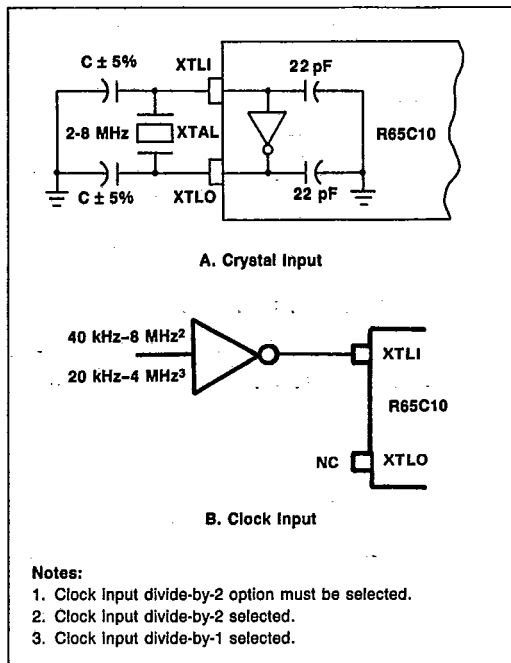 C ± 5%
XTLI
22 pF
2-8 MHz
XTAL
R65C10
C ± 5%
XTLO
22 pF
A. Crystal Input
40 kHz–8 MHz²
20 kHz–4 MHz³
XTLI
R65C10
NC
XTLO
B. Clock Input
Notes:
1. Clock input divide-by-2 option must be selected.
2. Clock input divide-by-2 selected.
3. Clock input divide-by-1 selected.